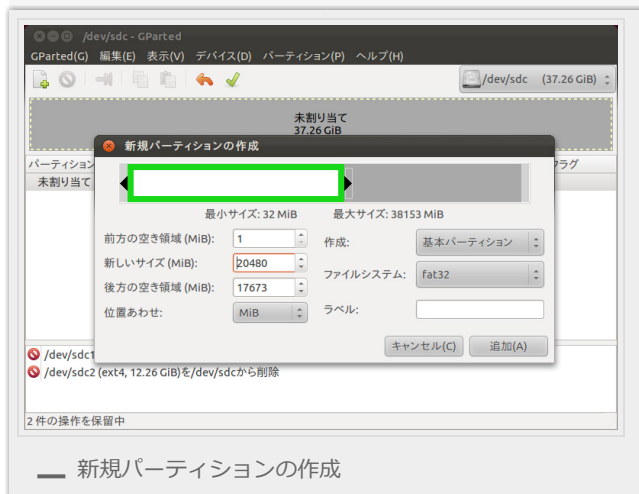 /dev/sdc - GParted
GParted(G) 編集(E) 表示(V) デバイス(D) パーティション(P) ヘルプ(H)
/dev/sdc (37.26 GiB)
未割り当て
37.26 GiB
新規パーティションの作成
パーティション
フラグ
未割り当て
最小サイズ: 32 MiB 最大サイズ: 38153 MiB
前方の空き領域 (MiB): 1 作成: 基本パーティション
新しいサイズ (MiB): 20480
ファイルシステム: fat32
後方の空き領域 (MiB): 17673
位置あわせ: MiB ラベル:
キャンセル(C) 追加(A)
/dev/sdc1
/dev/sdc2 (ext4, 12.26 GiB)を/dev/sdcから削除
2 件の操作を保留中
新規パーティションの作成